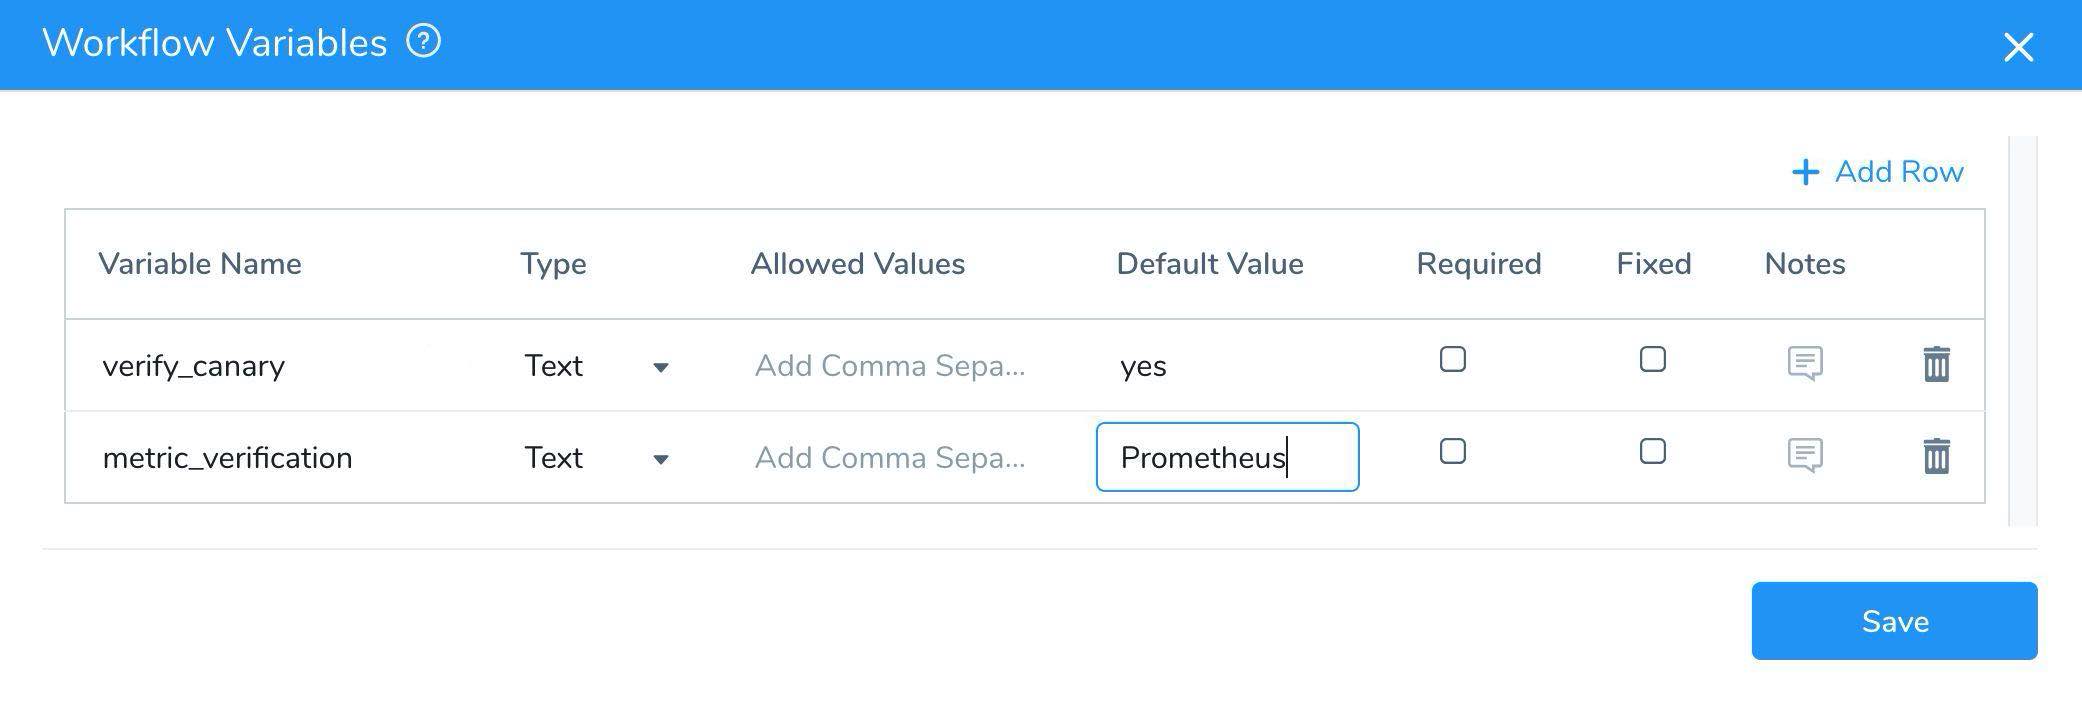 Workflow Variables ?
+ Add Row
Variable Name Type Allowed Values Default Value Required Fixed Notes
verify_canary Text Add Comma Sepa... yes
metric_verification Text Add Comma Sepa... Prometheus
Save